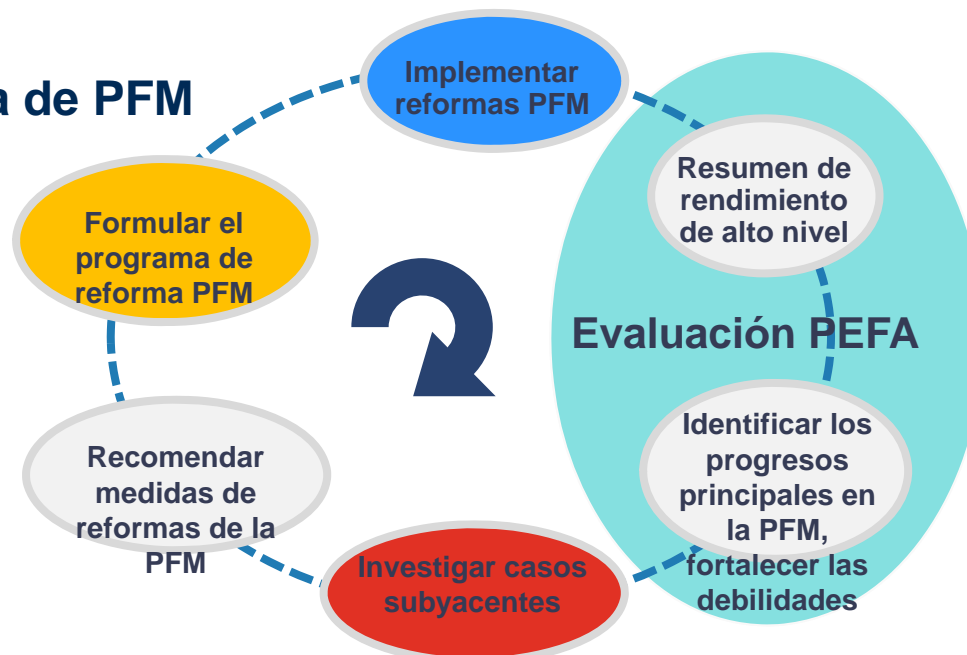 a de PFM
Implementar
reformas PFM
Resumen de
rendimiento
de alto nivel
Evaluación PEFA
Identificar los
progresos
principales en
la PFM,
fortalecer las
debilidades
Investigar casos
subyacentes
Recomendar
medidas de
reformas de la
PFM
Formular el
programa de
reforma PFM